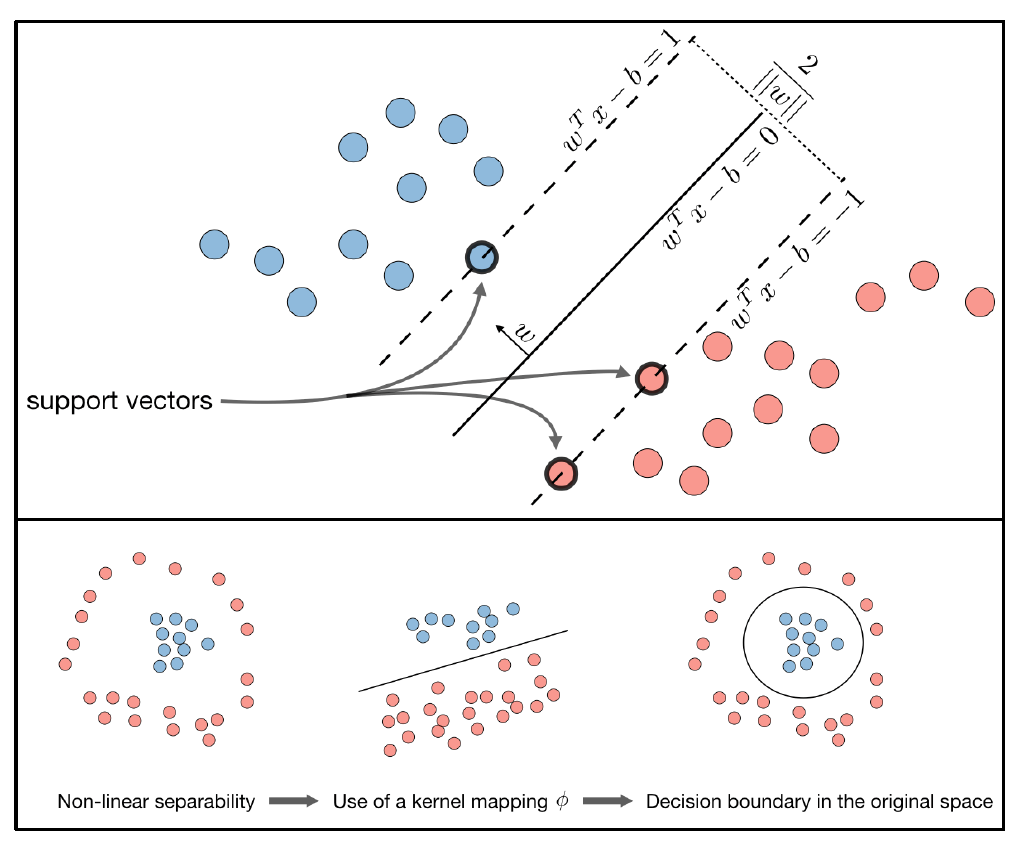 w^T x − b = 1
2
||w||
w^T x − b = 0
w^T x − b = −1
w
support vectors
Non-linear separability
Use of a kernel mapping ϕ
Decision boundary in the original space